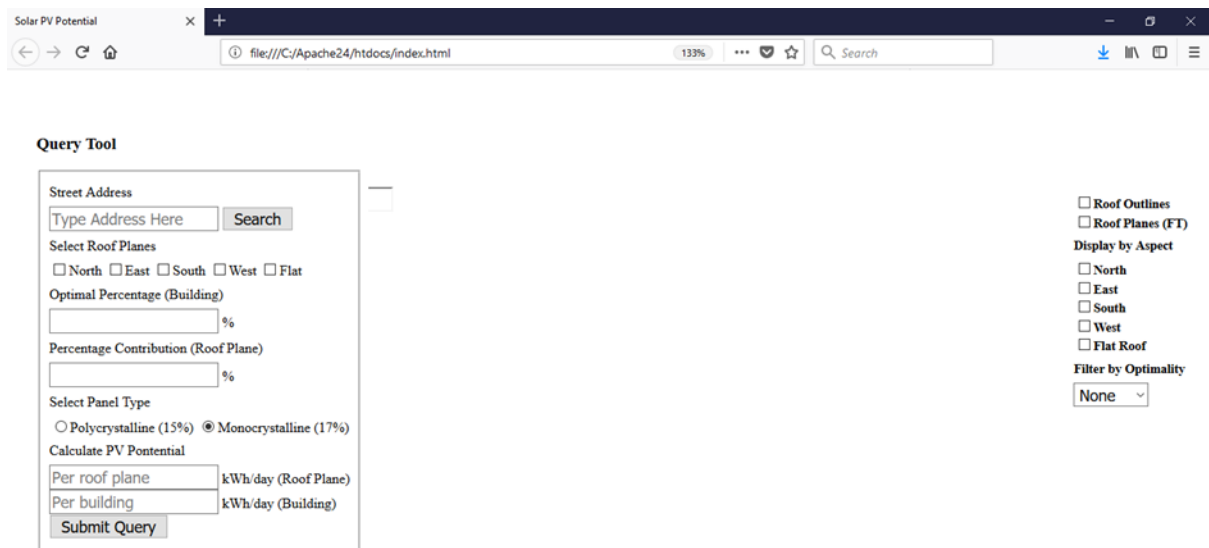 Solar PV Potential
file:///C:/Apache24/htdocs/index.html
133%
Search
Query Tool
Street Address
Type Address Here Search
Select Roof Planes
North East South West Flat
Optimal Percentage (Building)
%
Percentage Contribution (Roof Plane)
%
Select Panel Type
Polycrystalline (15%) Monocrystalline (17%)
Calculate PV Pontential
Per roof plane kWh/day (Roof Plane)
Per building kWh/day (Building)
Submit Query
Roof Outlines
Roof Planes (FT)
Display by Aspect
North
East
South
West
Flat Roof
Filter by Optimality
None